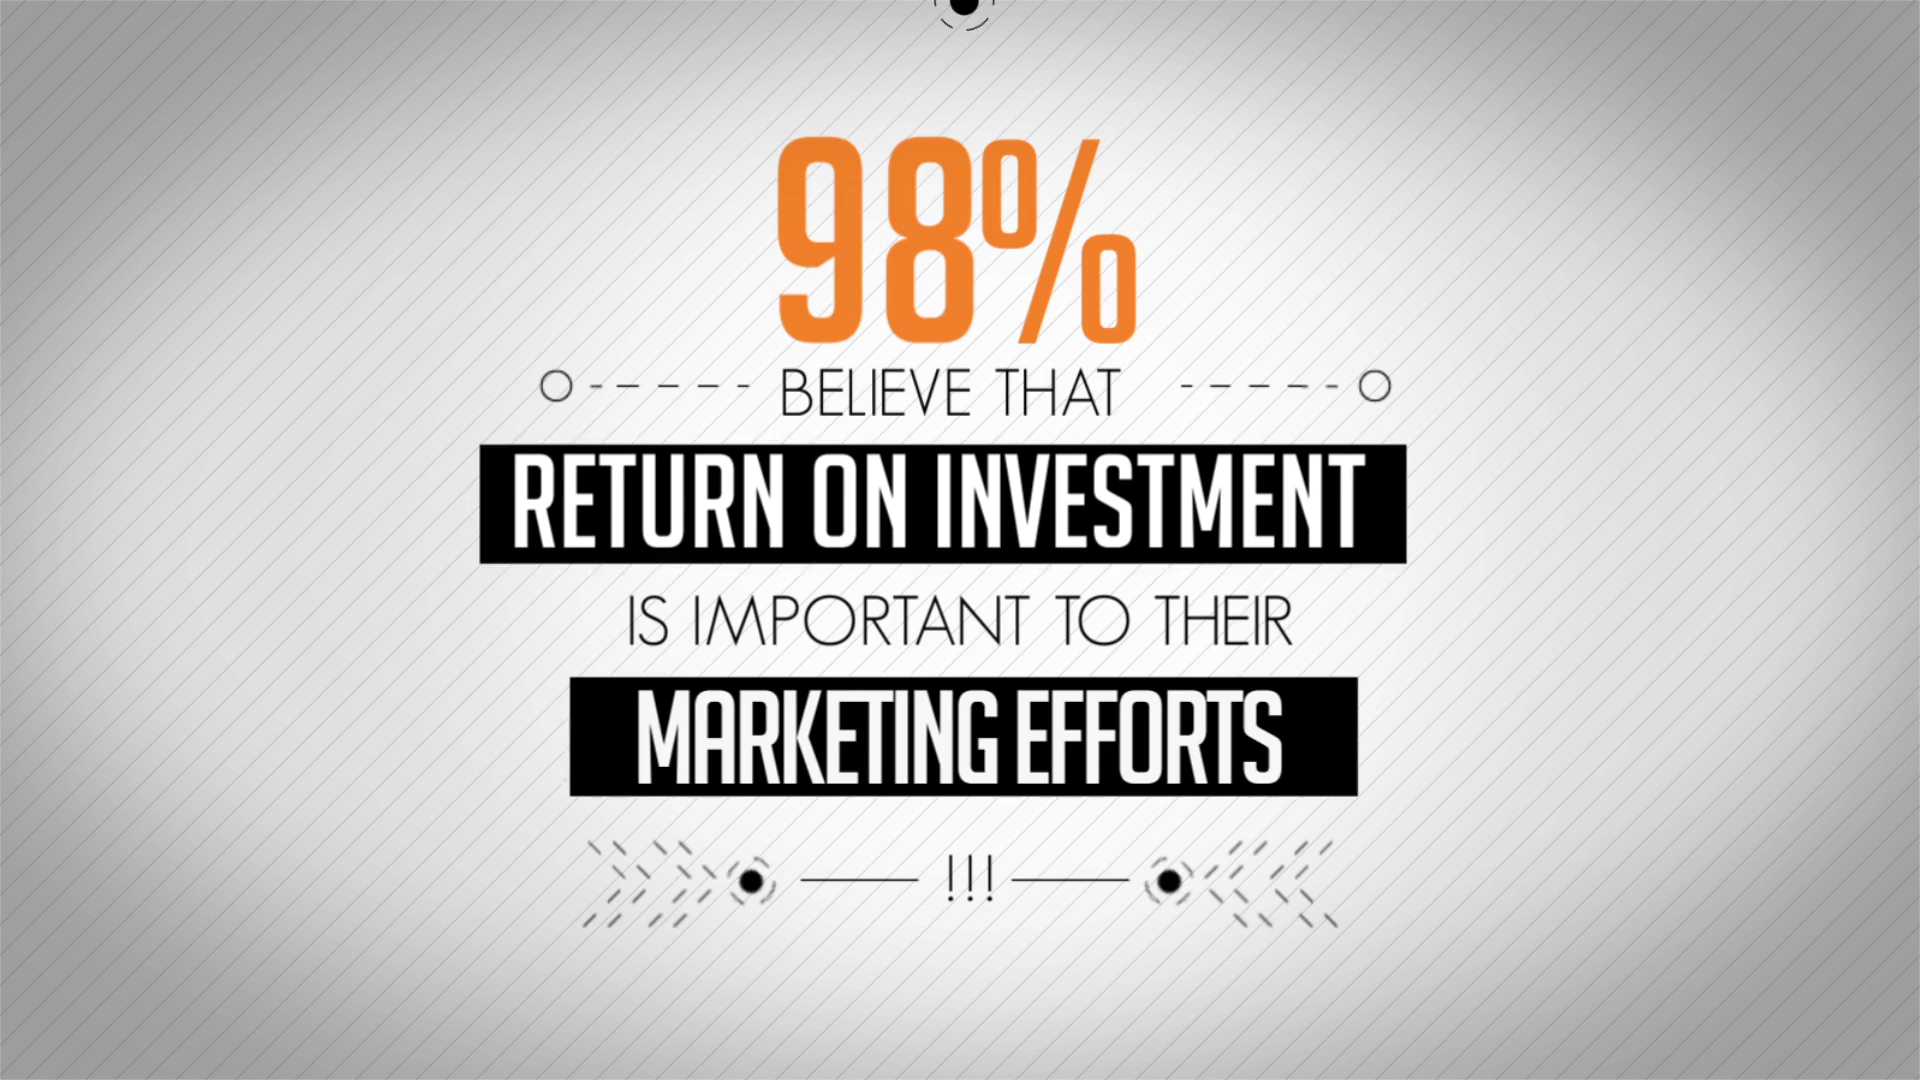 98%
BELIEVE THAT
RETURN ON INVESTMENT
IS IMPORTANT TO THEIR
MARKETING EFFORTS
!!!